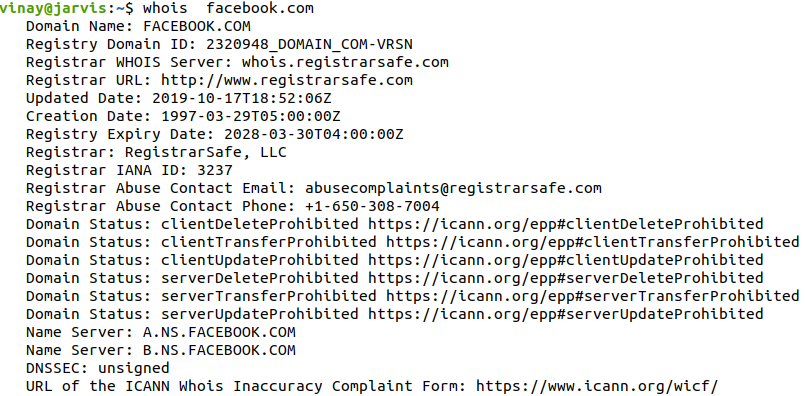 vinay@jarvis:~$ whois  facebook.com
Domain Name: FACEBOOK.COM
Registry Domain ID: 2320948_DOMAIN_COM-VRSN
Registrar WHOIS Server: whois.registrarsafe.com
Registrar URL: http://www.registrarsafe.com
Updated Date: 2019-10-17T18:52:06Z
Creation Date: 1997-03-29T05:00:00Z
Registry Expiry Date: 2028-03-30T04:00:00Z
Registrar: RegistrarSafe, LLC
Registrar IANA ID: 3237
Registrar Abuse Contact Email: abusecomplaints@registrarsafe.com
Registrar Abuse Contact Phone: +1-650-308-7004
Domain Status: clientDeleteProhibited https://icann.org/epp#clientDeleteProhibited
Domain Status: clientTransferProhibited https://icann.org/epp#clientTransferProhibited
Domain Status: clientUpdateProhibited https://icann.org/epp#clientUpdateProhibited
Domain Status: serverDeleteProhibited https://icann.org/epp#serverDeleteProhibited
Domain Status: serverTransferProhibited https://icann.org/epp#serverTransferProhibited
Domain Status: serverUpdateProhibited https://icann.org/epp#serverUpdateProhibited
Name Server: A.NS.FACEBOOK.COM
Name Server: B.NS.FACEBOOK.COM
DNSSEC: unsigned
URL of the ICANN Whois Inaccuracy Complaint Form: https://www.icann.org/wicf/